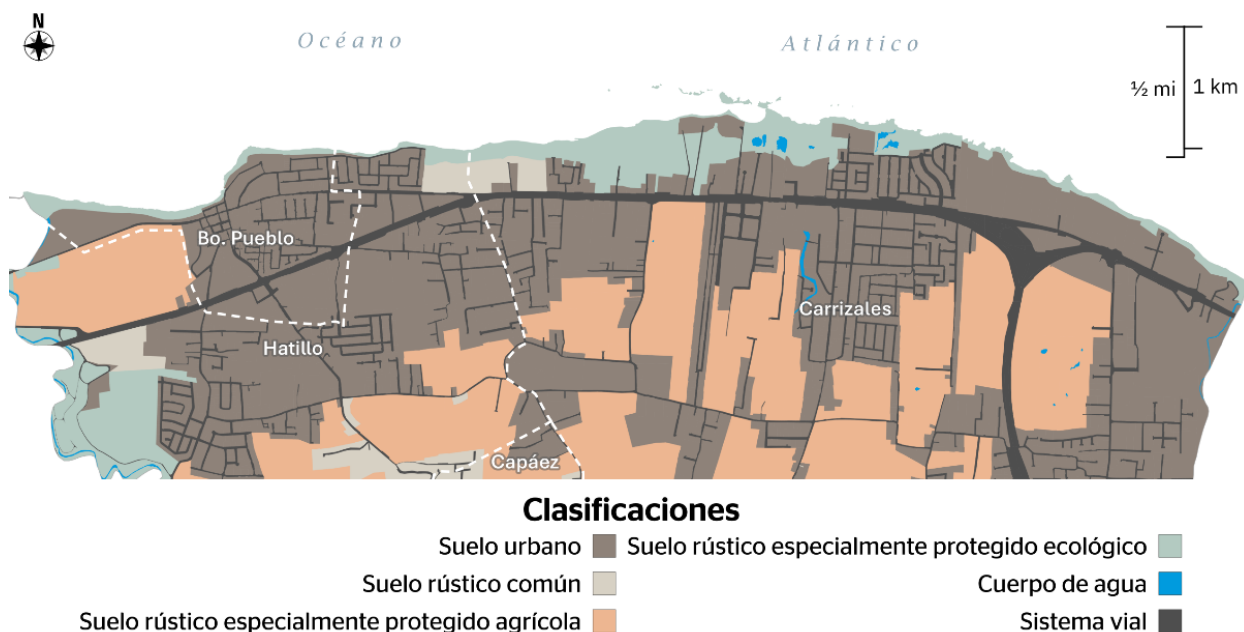 N
Océano Atlántico
½ mi 1 km
Bo. Pueblo
Hatillo
Carrizales
Capáez
Clasificaciones
Suelo urbano
Suelo rústico común
Suelo rústico especialmente protegido agrícola
Suelo rústico especialmente protegido ecológico
Cuerpo de agua
Sistema vial